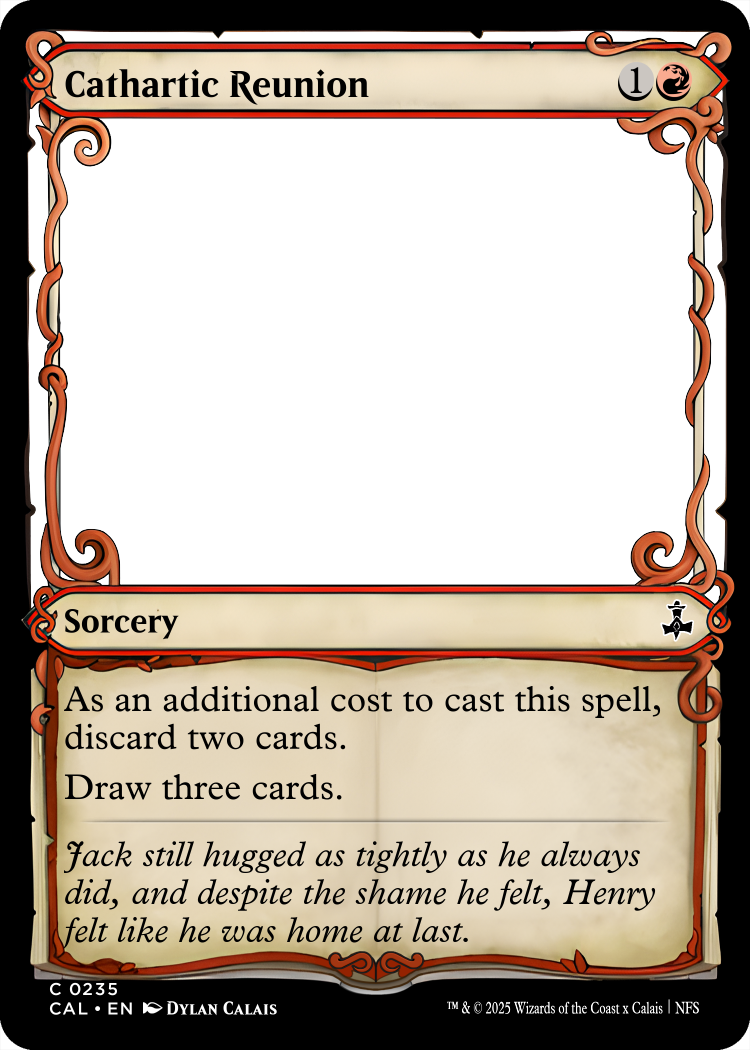 Cathartic Reunion 1
Sorcery
As an additional cost to cast this spell,
discard two cards.
Draw three cards.
Jack still hugged as tightly as he always
did, and despite the shame he felt, Henry
felt like he was home at last.
C 0235
CAL • EN DYLAN CALAIS
™ & © 2025 Wizards of the Coast x Calais | NFS